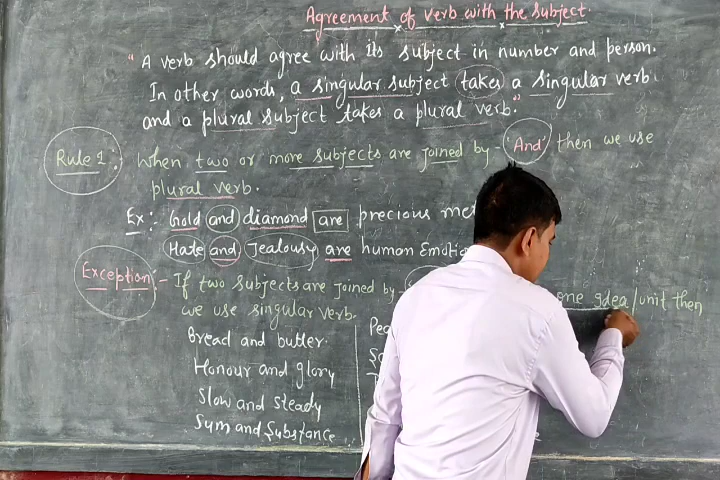 Agreement of verb with the subject.
"A verb should agree with its subject in number and person.
In other words, a singular subject takes a singular verb
and a plural subject takes a plural verb."
Rule 1: When two or more subjects are joined by - 'And' then we use
plural verb.
Ex:- Gold and diamond are precious
Hate and Jealousy are human
Exception:- If two subjects are joined by - one idea/unit then
we use singular verb.
Bread and butter.
Honour and glory
Slow and steady
Sum and Substance